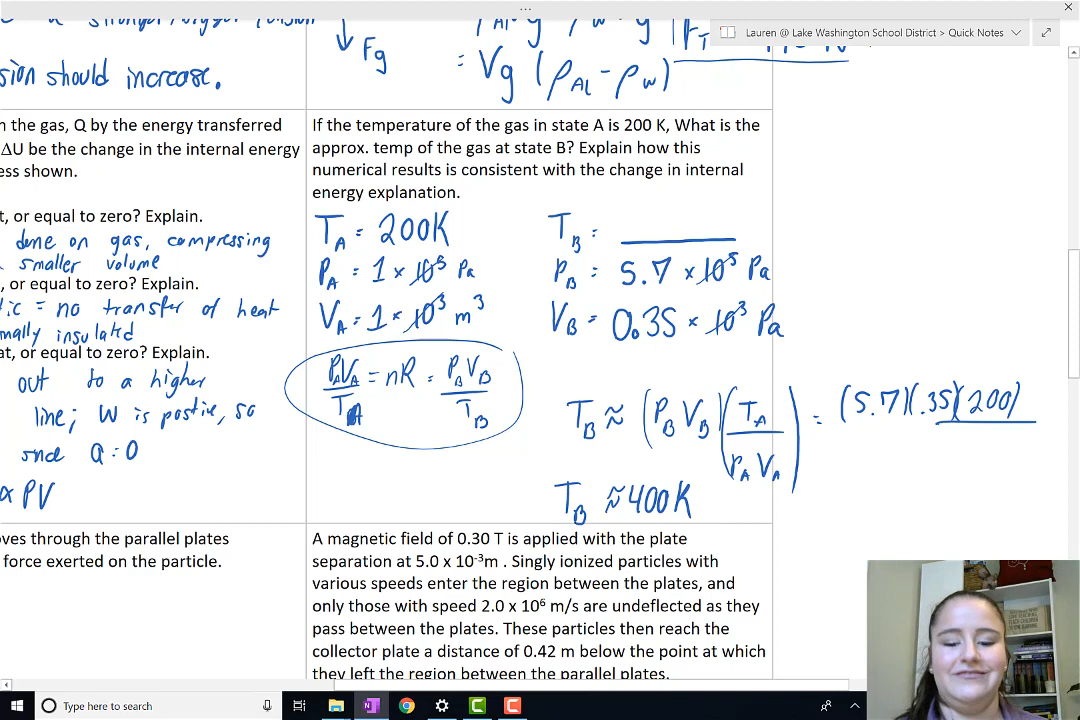 Lauren @ Lake Washington School District > Quick Notes
Fg
sion should increase.
= Vg (ρAl - ρw)
n the gas, Q by the energy transferred
ΔU be the change in the internal energy
ess shown.
t, or equal to zero? Explain.
done on gas, compressing
smaller volume
, or equal to zero? Explain.
tic = no transfer of heat
mally insulated
at, or equal to zero? Explain.
out to a higher
line; W is postive, so
and Q = 0
∝ PV
If the temperature of the gas in state A is 200 K, What is the
approx. temp of the gas at state B? Explain how this
numerical results is consistent with the change in internal
energy explanation.
TA = 200K
PA = 1 × 10⁵ Pa
VA = 1 × 10³ m³
TB =
PB = 5.7 × 10⁵ Pa
VB = 0.35 × 10³ Pa
PAVA/TA = nR = PBVB/TB
TB ≈ (PB VB)(TA/PA VA) = (5.7)(.35)(200)
TB ≈ 400K
oves through the parallel plates
force exerted on the particle.
A magnetic field of 0.30 T is applied with the plate
separation at 5.0 x 10⁻³m . Singly ionized particles with
various speeds enter the region between the plates, and
only those with speed 2.0 x 10⁶ m/s are undeflected as they
pass between the plates. These particles then reach the
collector plate a distance of 0.42 m below the point at which
they left the region between the parallel plates.
Type here to search